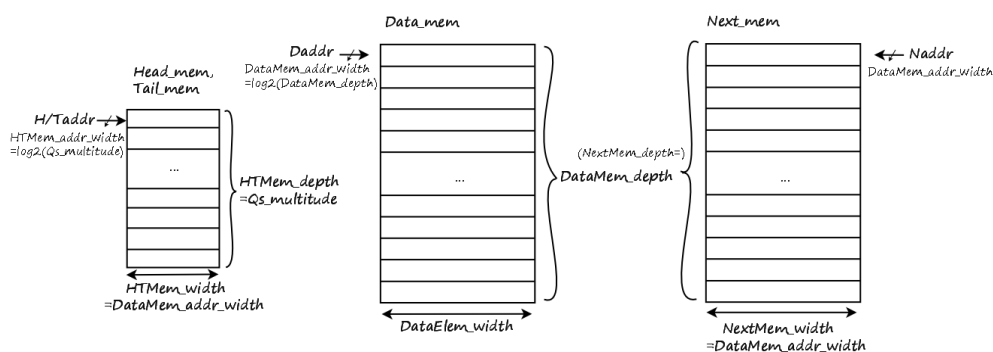 Data_mem
Next_mem
Head_mem,
Tail_mem
H/Taddr
HTMem_addr_width
=log2(Qs_multitude)
...
HTMem_depth
=Qs_multitude
HTMem_width
=DataMem_addr_width
Daddr
DataMem_addr_width
=log2(DataMem_depth)
...
DataElem_width
(NextMem_depth=)
DataMem_depth
Naddr
DataMem_addr_width
...
NextMem_width
=DataMem_addr_width